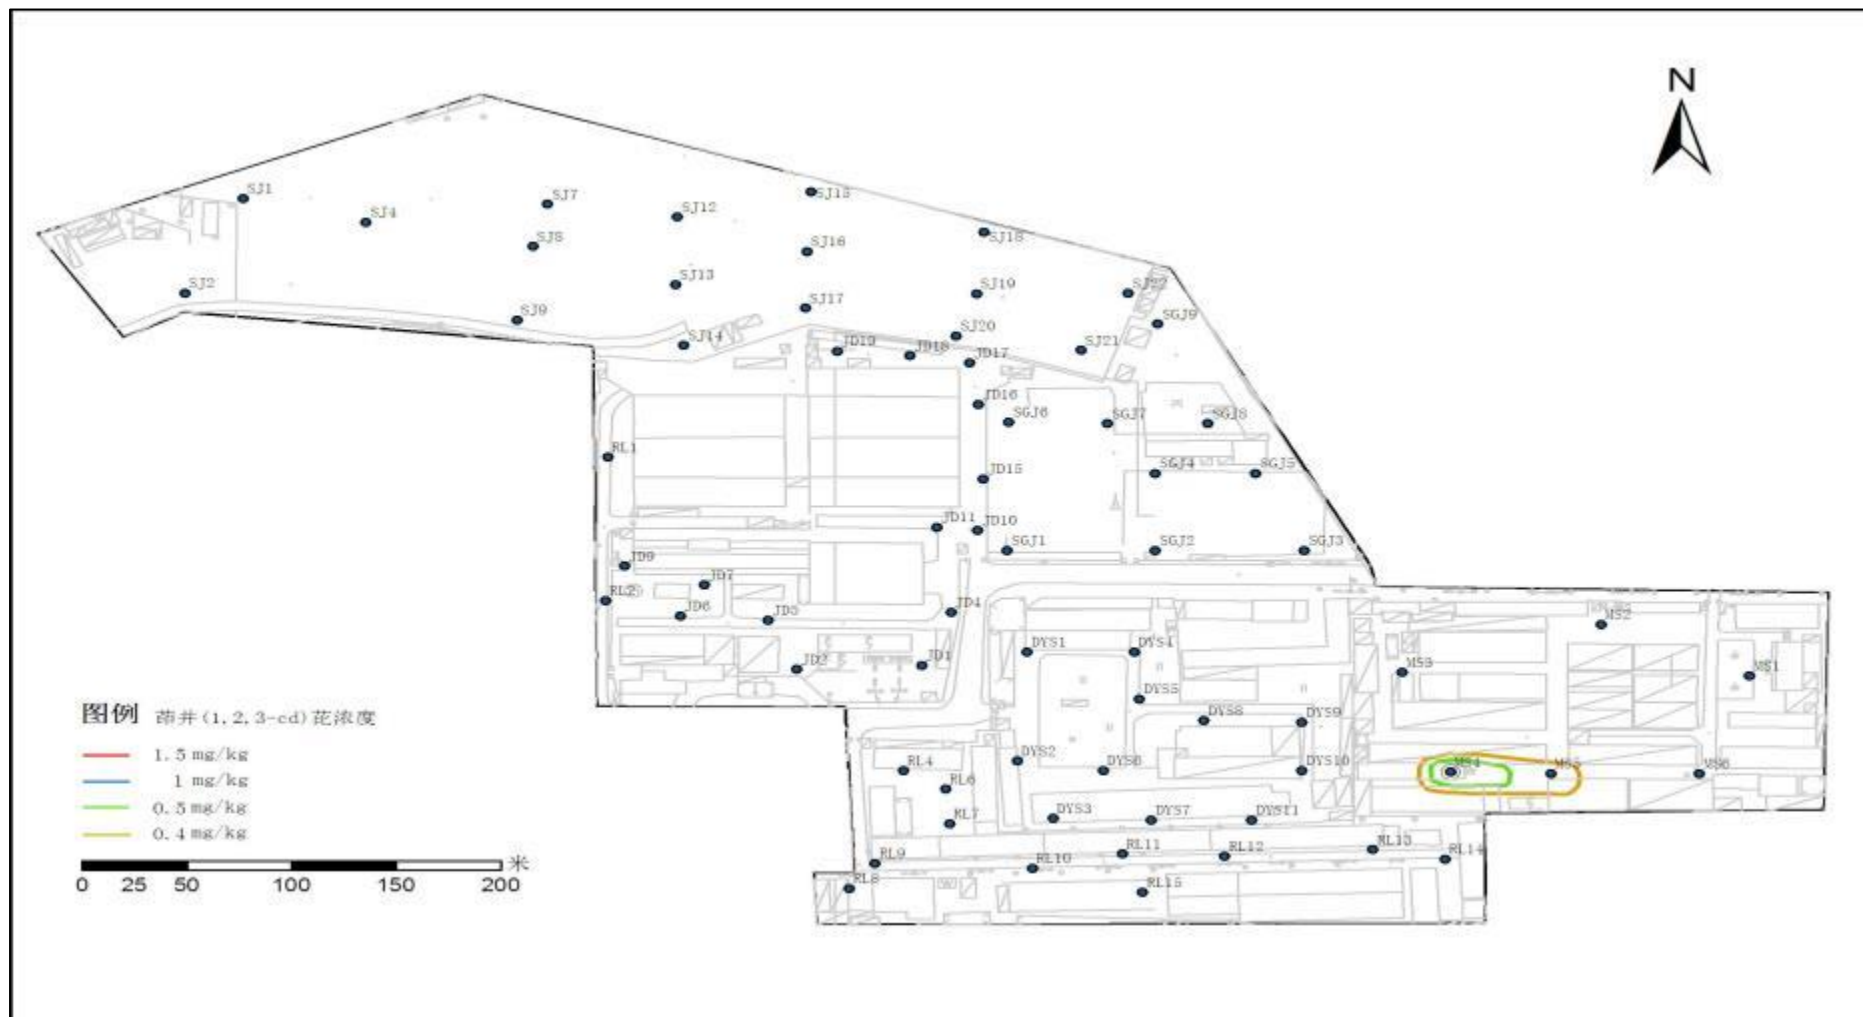 N
SJ1
SJ4
SJ7
SJ12
SJ15
SJ8
SJ16
SJ18
SJ2
SJ13
SJ19
SJ22
SJ9
SJ17
SGJ9
SJ14
SJ20
SJ21
JD19
JD18
JD17
JD16
SGJ6
SGJ7
SGJ8
RL1
JD15
SGJ4
SGJ5
JD11
JD10
SGJ1
SGJ2
SGJ3
JD9
JD7
RL2
JD6
JD5
JD4
MS2
DYS1
DYS4
JD2
JD1
MS3
MS1
DYS5
DYS8
DYS9
图例 茚并(1,2,3-cd)芘浓度
1.5 mg/kg
1 mg/kg
0.5 mg/kg
0.4 mg/kg
RL4
DYS2
DYS6
DYS10
MS4
MS5
MS6
RL6
RL7
DYS3
DYS7
DYS11
RL9
RL10
RL11
RL12
RL13
RL14
RL8
RL15
米
0 25 50 100 150 200